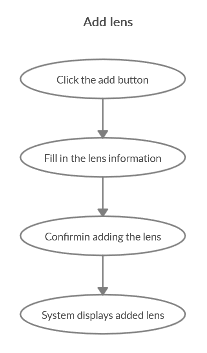 Add lens
Click the add button
Fill in the lens information
Confirmin adding the lens
System displays added lens